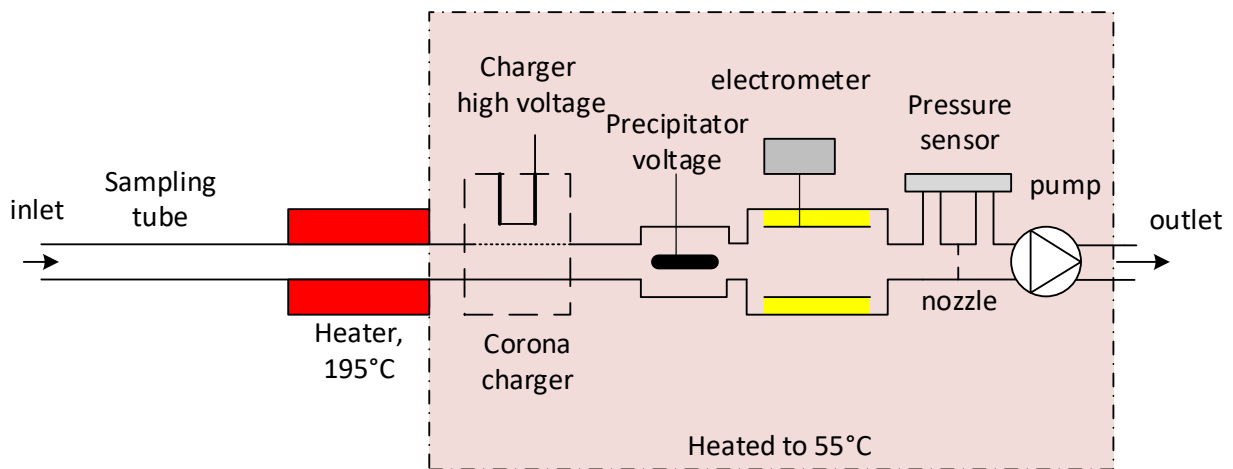 inlet
Sampling
tube
Heater,
195°C
Charger
high voltage
Corona
charger
Precipitator
voltage
electrometer
Pressure
sensor
nozzle
pump
outlet
Heated to 55°C